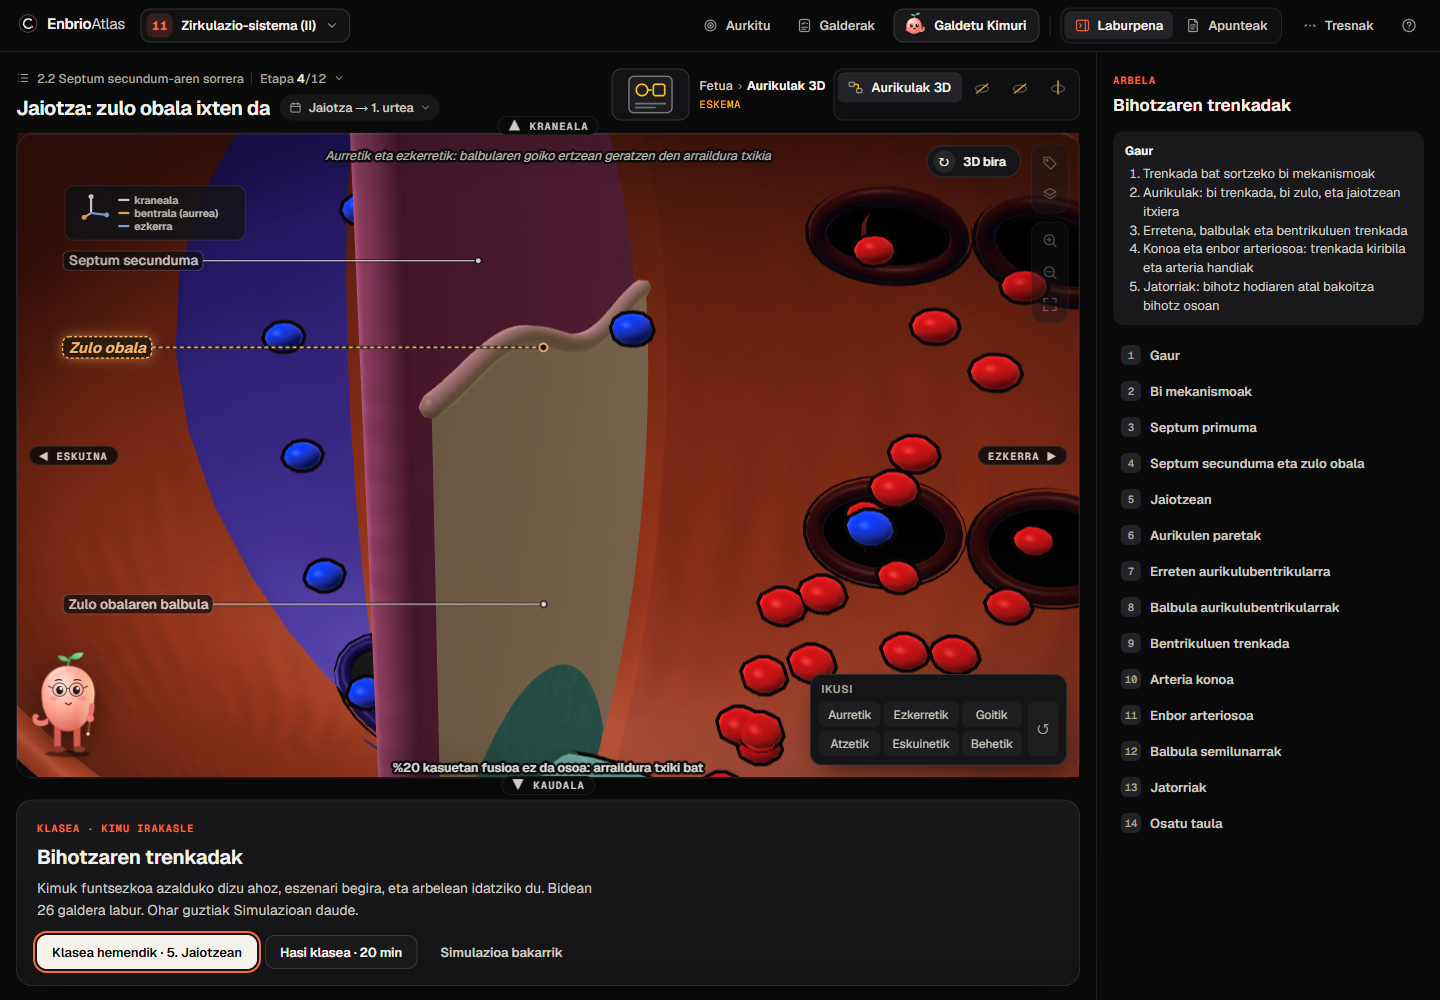 EnbrioAtlas
11 Zirkulazio-sistema (II)
Aurkitu
Galderak
Galdetu Kimuri
Laburpena
Apunteak
Tresnak
2.2 Septum secundum-aren sorrera
Etapa 4/12
Jaiotza: zulo obala ixten da
Jaiotza → 1. urtea
Fetua › Aurikulak 3D
ESKEMA
Aurikulak 3D
▲ KRANEALA
Aurretik eta ezkerretik: balbularen goiko ertzean geratzen den arraildura txikia
3D bira
kraneala
bentrala (aurrea)
ezkerra
Septum secunduma
Zulo obala
◀ ESKUINA
EZKERRA ▶
Zulo obalaren balbula
IKUSI
Aurretik
Ezkerretik
Goitik
Atzetik
Eskuinetik
Behetik
%20 kasuetan fusioa ez da osoa: arraildura txiki bat
▼ KAUDALA
KLASEA · KIMU IRAKASLE
Bihotzaren trenkadak
Kimuk funtsezkoa azalduko dizu ahoz, eszenari begira, eta arbelean idatziko du. Bidean
26 galdera labur. Ohar guztiak Simulazioan daude.
Klasea hemendik · 5. Jaiotzean
Hasi klasea · 20 min
Simulazioa bakarrik
ARBELA
Bihotzaren trenkadak
Gaur
1. Trenkada bat sortzeko bi mekanismoak
2. Aurikulak: bi trenkada, bi zulo, eta jaiotzean
itxiera
3. Erretena, balbulak eta bentrikuluen trenkada
4. Konoa eta enbor arteriosoa: trenkada kiribila
eta arteria handiak
5. Jatorriak: bihotz hodiaren atal bakoitza
bihotz osoan
1 Gaur
2 Bi mekanismoak
3 Septum primuma
4 Septum secunduma eta zulo obala
5 Jaiotzean
6 Aurikulen paretak
7 Erreten aurikulubentrikularra
8 Balbula aurikulubentrikularrak
9 Bentrikuluen trenkada
10 Arteria konoa
11 Enbor arteriosoa
12 Balbula semilunarrak
13 Jatorriak
14 Osatu taula